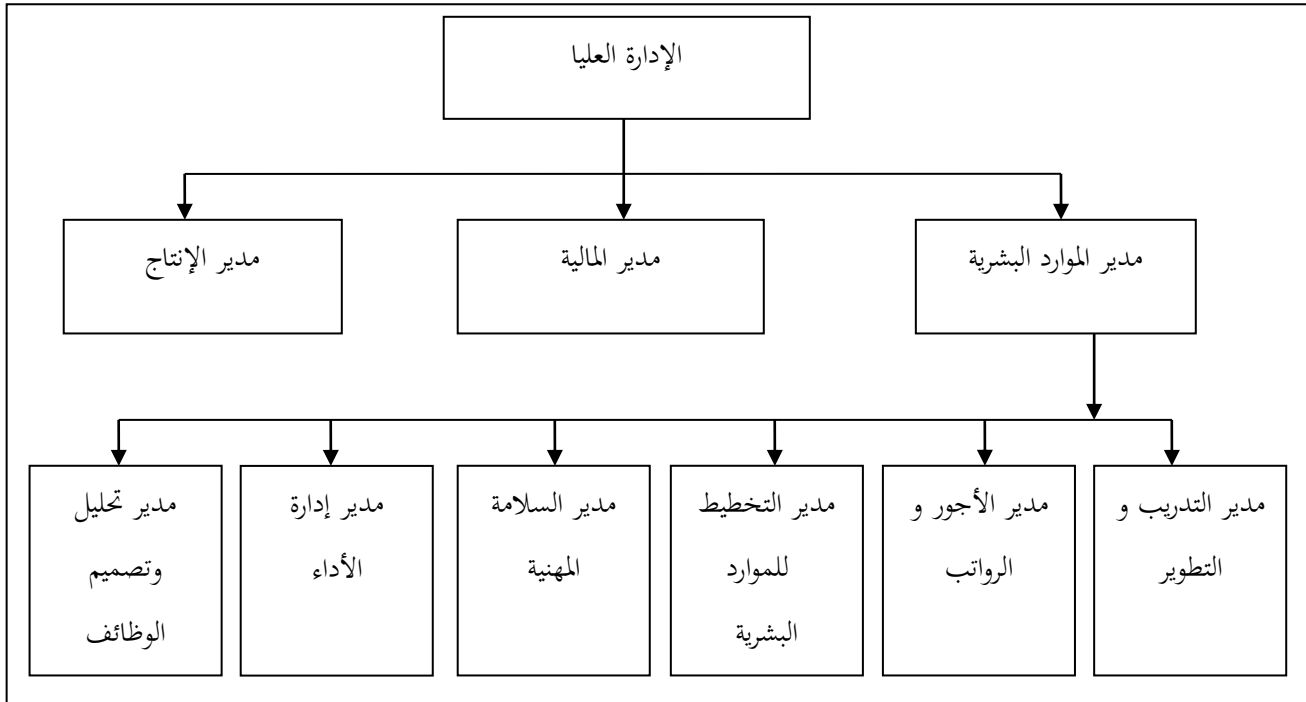 الإدارة العليا
مدير الموارد البشرية
مدير المالية
مدير الإنتاج
مدير التدريب و
التطوير
مدير الأجور و
الرواتب
مدير التخطيط
للموارد
البشرية
مدير السلامة
المهنية
مدير إدارة
الأداء
مدير تحليل
وتصميم
الوظائف